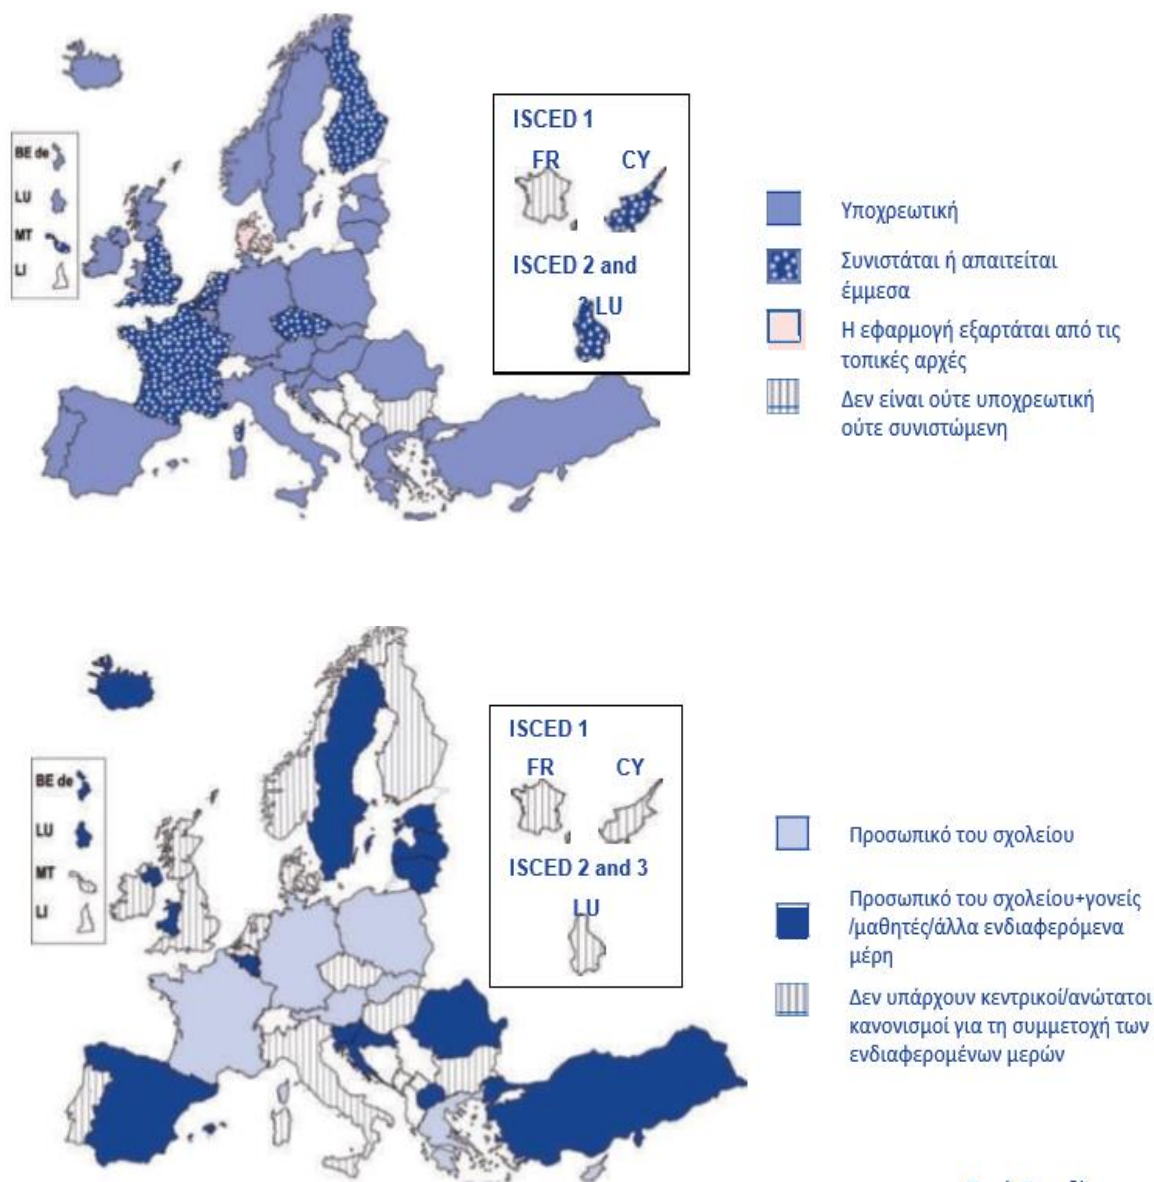 BE de
LU
MT
LI
ISCED 1
FR CY
ISCED 2 and
3 LU
Υποχρεωτική
Συνιστάται ή απαιτείται
έμμεσα
Η εφαρμογή εξαρτάται από τις
τοπικές αρχές
Δεν είναι ούτε υποχρεωτική
ούτε συνιστώμενη
BE de
LU
MT
LI
ISCED 1
FR CY
ISCED 2 and 3
LU
Προσωπικό του σχολείου
Προσωπικό του σχολείου+γονείς
/μαθητές/άλλα ενδιαφερόμενα
μέρη
Δεν υπάρχουν κεντρικοί/ανώτατοι
κανονισμοί για τη συμμετοχή των
ενδιαφερομένων μερών